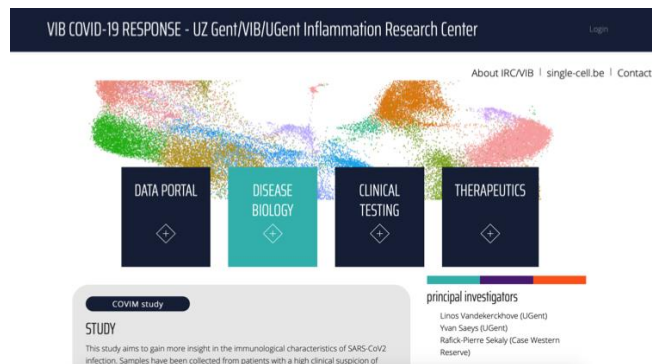 VIB COVID-19 RESPONSE - UZ Gent/VIB/UGent Inflammation Research Center
Login
About IRC/VIB | single-cell.be | Contact
DATA PORTAL
DISEASE
BIOLOGY
CLINICAL
TESTING
THERAPEUTICS
COVIM study
STUDY
This study aims to gain more insight in the immunological characteristics of SARS-CoV2
infection. Samples have been collected from patients with a high clinical suspicion of
principal investigators
Linos Vandekerckhove (UGent)
Yvan Saeys (UGent)
Rafick-Pierre Sekaly (Case Western
Reserve)